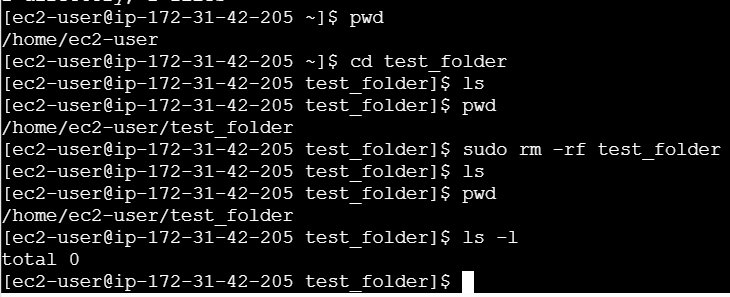 [ec2-user@ip-172-31-42-205 ~]$ pwd
/home/ec2-user
[ec2-user@ip-172-31-42-205 ~]$ cd test_folder
[ec2-user@ip-172-31-42-205 test_folder]$ ls
[ec2-user@ip-172-31-42-205 test_folder]$ pwd
/home/ec2-user/test_folder
[ec2-user@ip-172-31-42-205 test_folder]$ sudo rm -rf test_folder
[ec2-user@ip-172-31-42-205 test_folder]$ ls
[ec2-user@ip-172-31-42-205 test_folder]$ pwd
/home/ec2-user/test_folder
[ec2-user@ip-172-31-42-205 test_folder]$ ls -l
total 0
[ec2-user@ip-172-31-42-205 test_folder]$